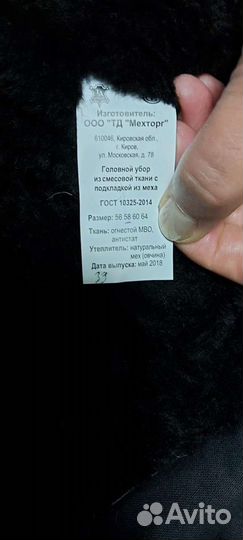 Изготовитель:
ООО "ТД "Мехторг"
610046, Кировская обл.,
г. Киров,
ул. Московская, д. 78
Головной убор
из смесовой ткани с
подкладкой из меха
ГОСТ 10325-2014
Размер: 56 58 60 64
Ткань: огнестой МВО,
антистат
Утеплитель: натуральный
мех (овчина)
Дата выпуска: май 2018
33
Avito